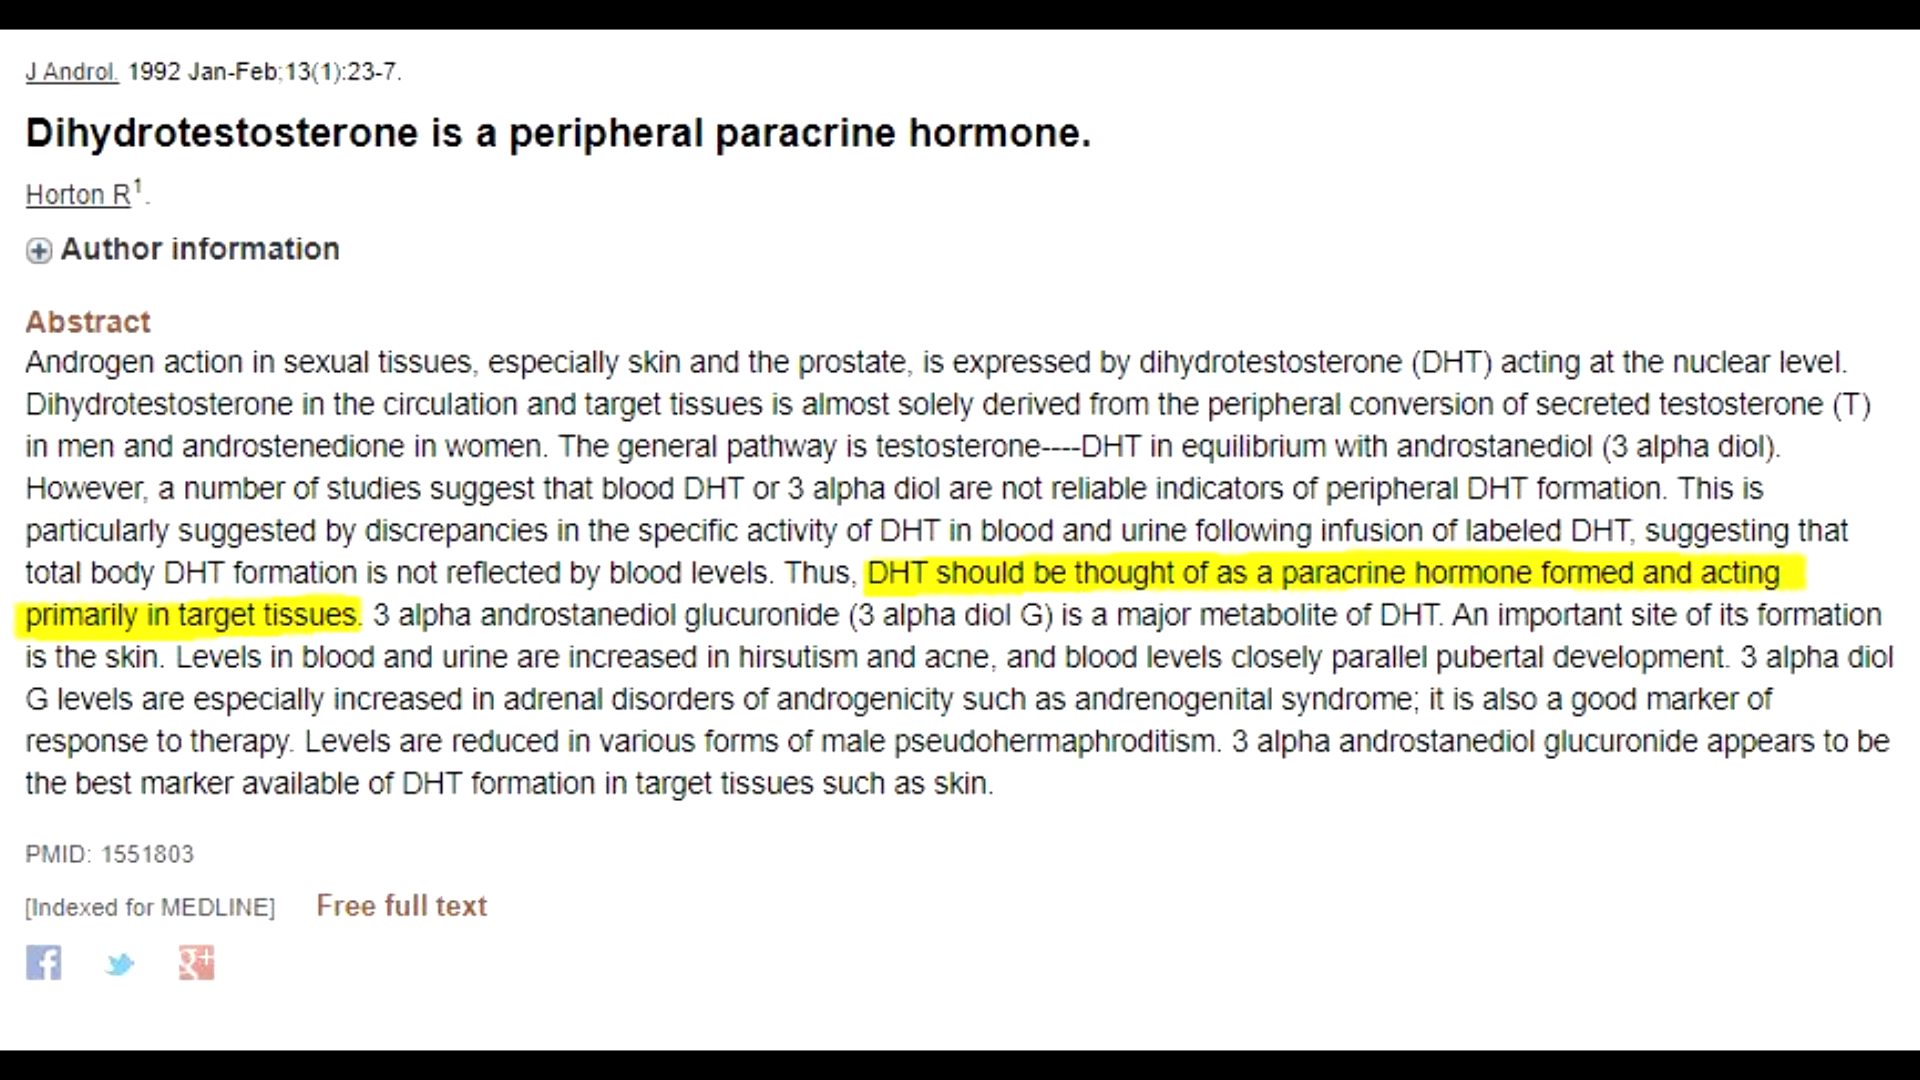 J Androl. 1992 Jan-Feb;13(1):23-7.
Dihydrotestosterone is a peripheral paracrine hormone.
Horton R1.
Author information
Abstract
Androgen action in sexual tissues, especially skin and the prostate, is expressed by dihydrotestosterone (DHT) acting at the nuclear level.
Dihydrotestosterone in the circulation and target tissues is almost solely derived from the peripheral conversion of secreted testosterone (T)
in men and androstenedione in women. The general pathway is testosterone----DHT in equilibrium with androstanediol (3 alpha diol).
However, a number of studies suggest that blood DHT or 3 alpha diol are not reliable indicators of peripheral DHT formation. This is
particularly suggested by discrepancies in the specific activity of DHT in blood and urine following infusion of labeled DHT, suggesting that
total body DHT formation is not reflected by blood levels. Thus, DHT should be thought of as a paracrine hormone formed and acting
primarily in target tissues. 3 alpha androstanediol glucuronide (3 alpha diol G) is a major metabolite of DHT. An important site of its formation
is the skin. Levels in blood and urine are increased in hirsutism and acne, and blood levels closely parallel pubertal development. 3 alpha diol
G levels are especially increased in adrenal disorders of androgenicity such as andrenogenital syndrome; it is also a good marker of
response to therapy. Levels are reduced in various forms of male pseudohermaphroditism. 3 alpha androstanediol glucuronide appears to be
the best marker available of DHT formation in target tissues such as skin.
PMID: 1551803
[Indexed for MEDLINE] Free full text
f g+